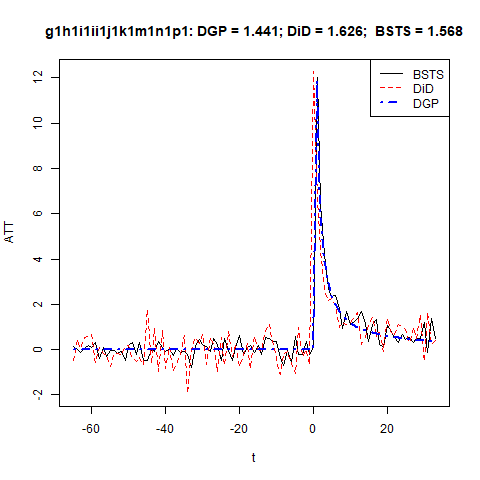 g1h1i1ii1j1k1m1n1p1: DGP = 1.441; DiD = 1.626;  BSTS = 1.568
BSTS
DiD
DGP
ATT
12
10
8
6
4
2
0
-2
-60
-40
-20
0
20
t